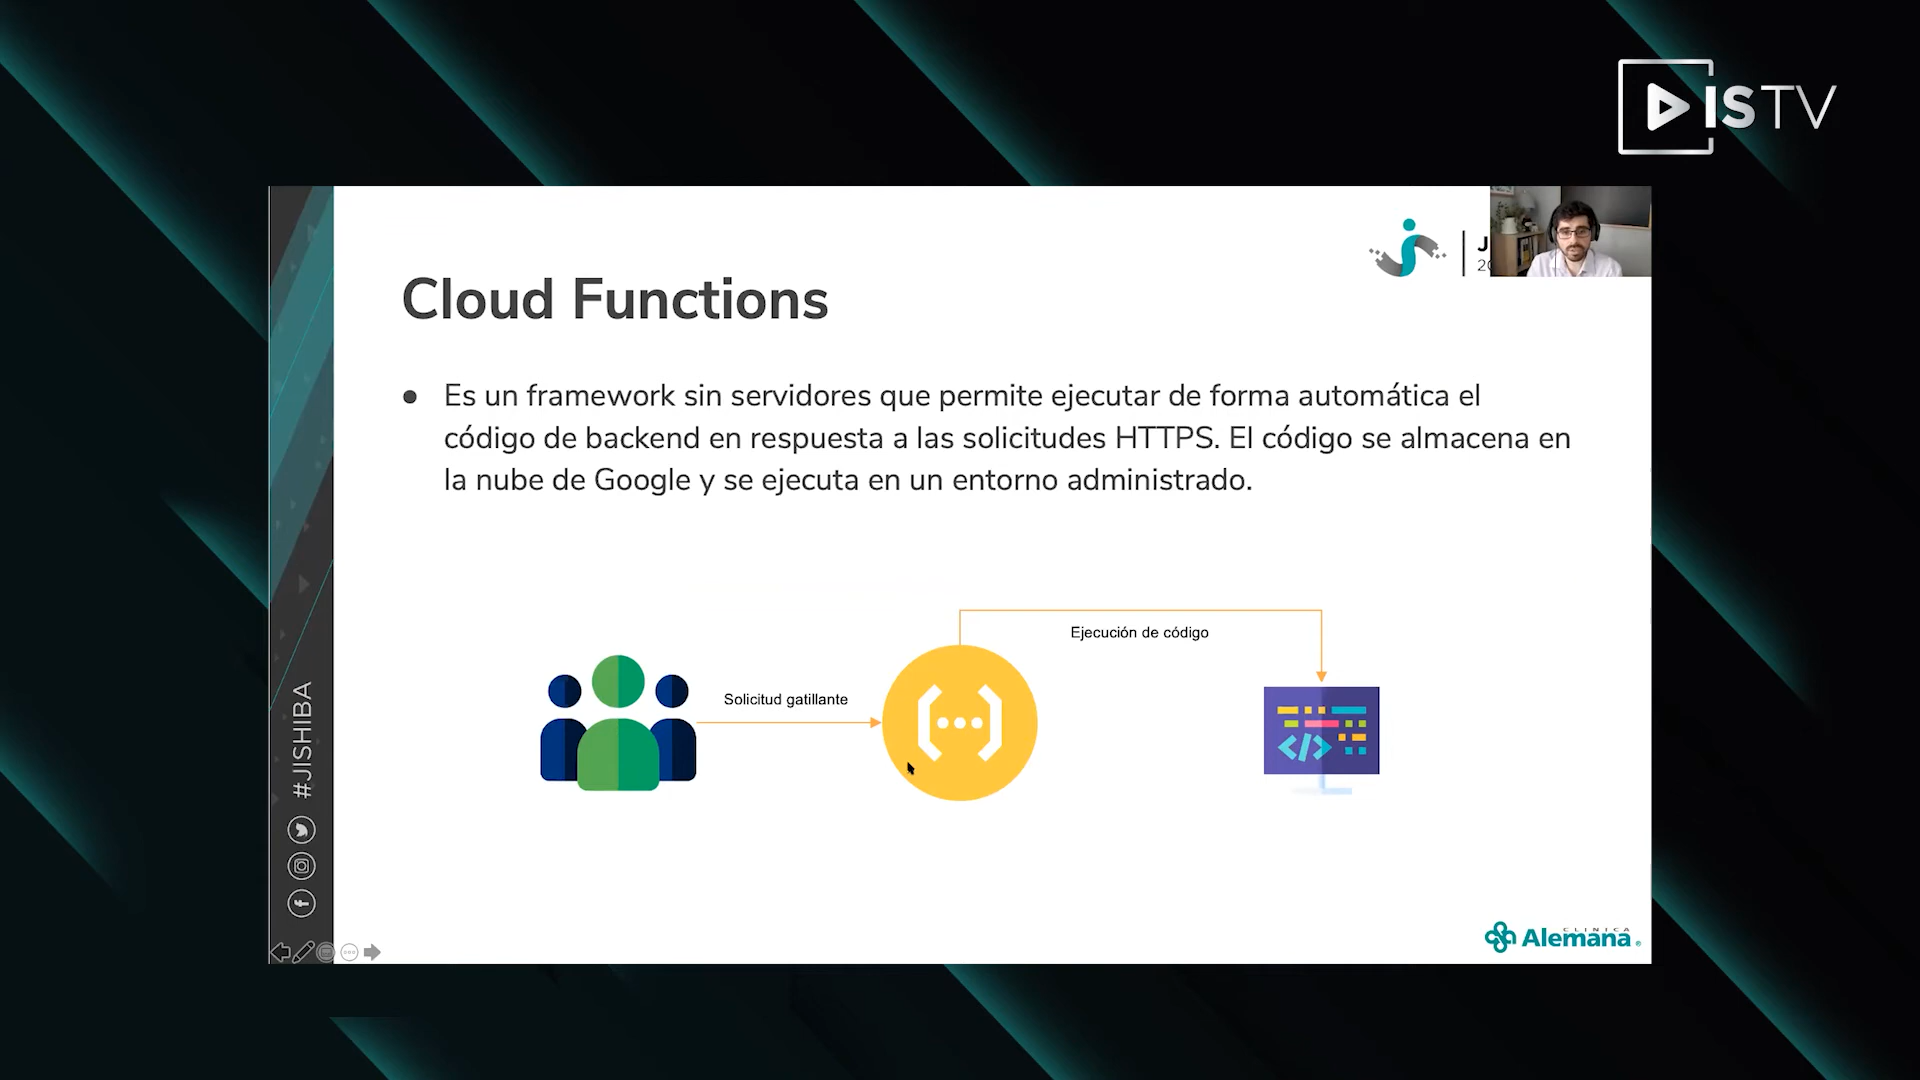 ISTV
Cloud Functions
● Es un framework sin servidores que permite ejecutar de forma automática el
código de backend en respuesta a las solicitudes HTTPS. El código se almacena en
la nube de Google y se ejecuta en un entorno administrado.
Ejecución de código
Solicitud gatillante
#JISHIBA
CLINICA
Alemana